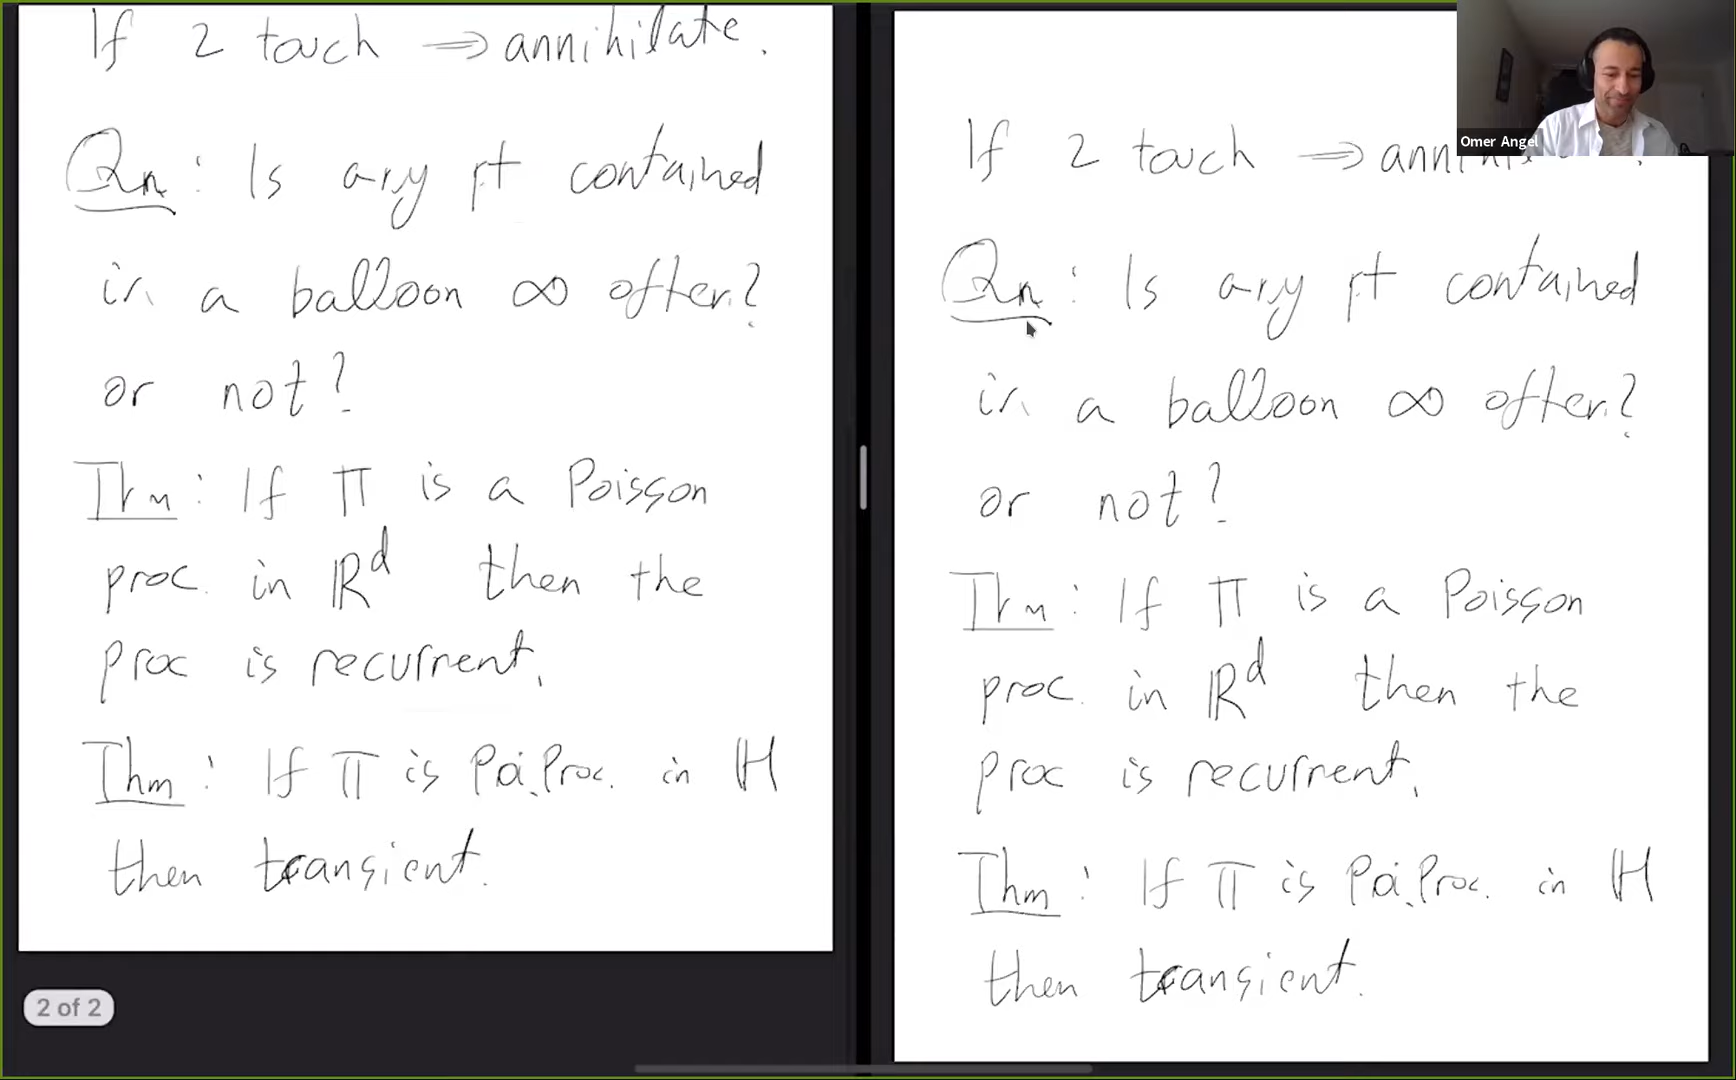 If 2 touch ⟹ annihilate.
Qn: Is any pt contained
in a balloon ∞ often?
or not?
Thm: If Π is a Poisson
proc. in ℝᵈ then the
proc is recurrent.
Thm: If Π is Poi. Proc. in ℍ
then transient.
2 of 2
If 2 touch ⟹ anni
Qn: Is any pt contained
in a balloon ∞ often?
or not?
Thm: If Π is a Poisson
proc. in ℝᵈ then the
proc is recurrent.
Thm: If Π is Poi. Proc. in ℍ
then transient.
Omer Angel